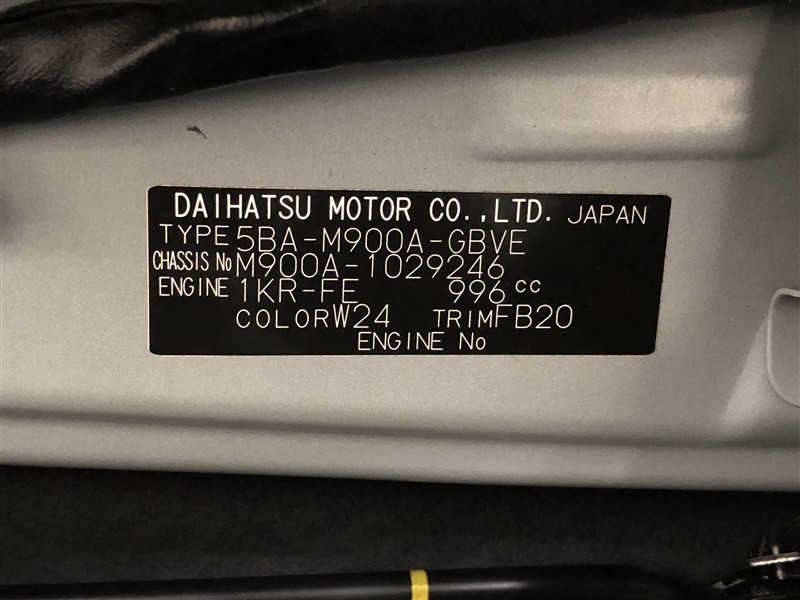 DAIHATSU MOTOR CO.,LTD. JAPAN
TYPE 5BA-M900A-GBVE
CHASSIS No M900A-1029246
ENGINE 1KR-FE 996 cc
COLOR W24 TRIM FB20
ENGINE No